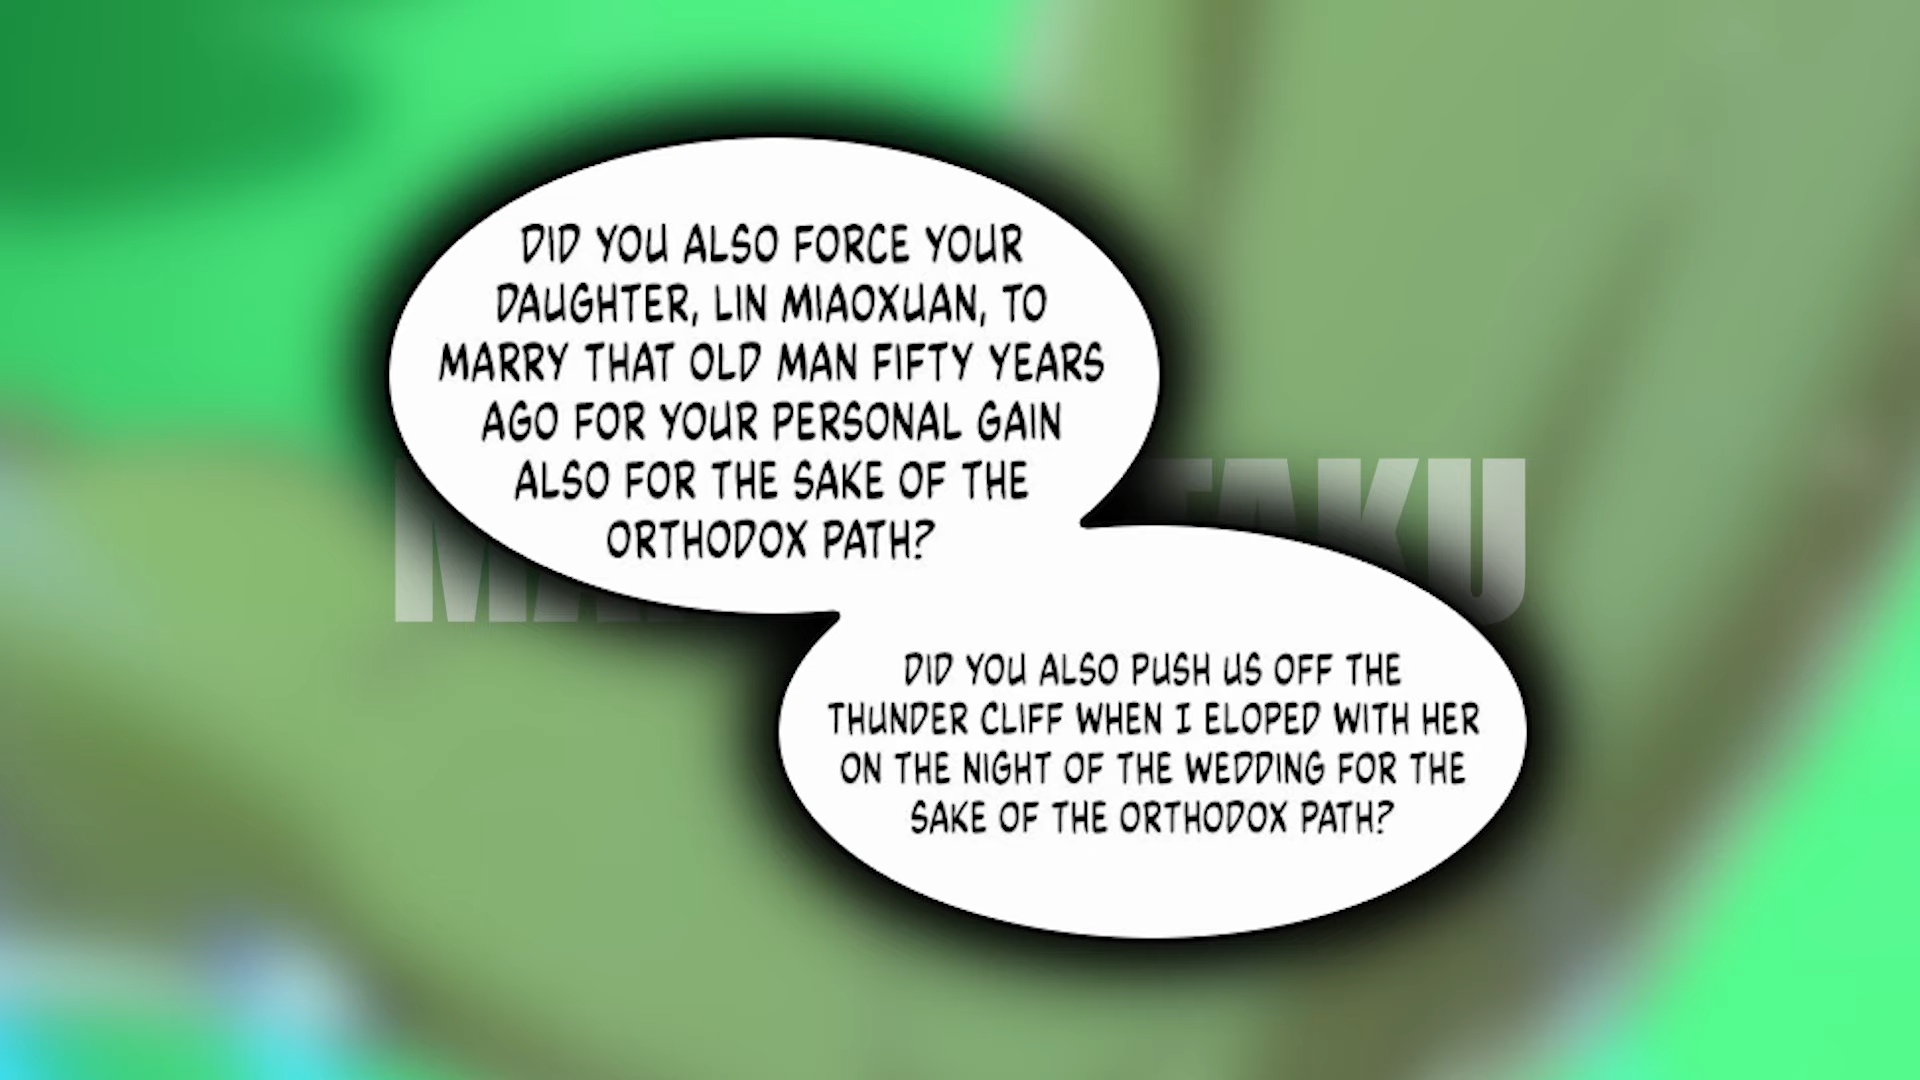 DID YOU ALSO FORCE YOUR
DAUGHTER, LIN MIAOXUAN, TO
MARRY THAT OLD MAN FIFTY YEARS
AGO FOR YOUR PERSONAL GAIN
ALSO FOR THE SAKE OF THE
ORTHODOX PATH?
DID YOU ALSO PUSH US OFF THE
THUNDER CLIFF WHEN I ELOPED WITH HER
ON THE NIGHT OF THE WEDDING FOR THE
SAKE OF THE ORTHODOX PATH?